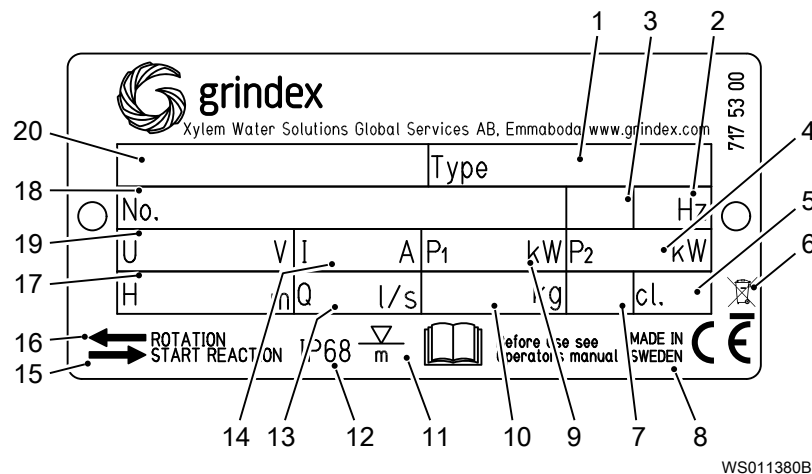 1 3 2
grindex
Xylem Water Solutions Global Services AB, Emmaboda www.grindex.com
717 53 00
20 Type 4
18 No. Hz 5
19 U V I A P1 kW P2 kW 6
17 H m Q l/s kg cl.
16 ROTATION
15 START REACTION IP68 m Before use see operators manual MADE IN SWEDEN CE
14 13 12 11 10 9 7 8
WS011380B